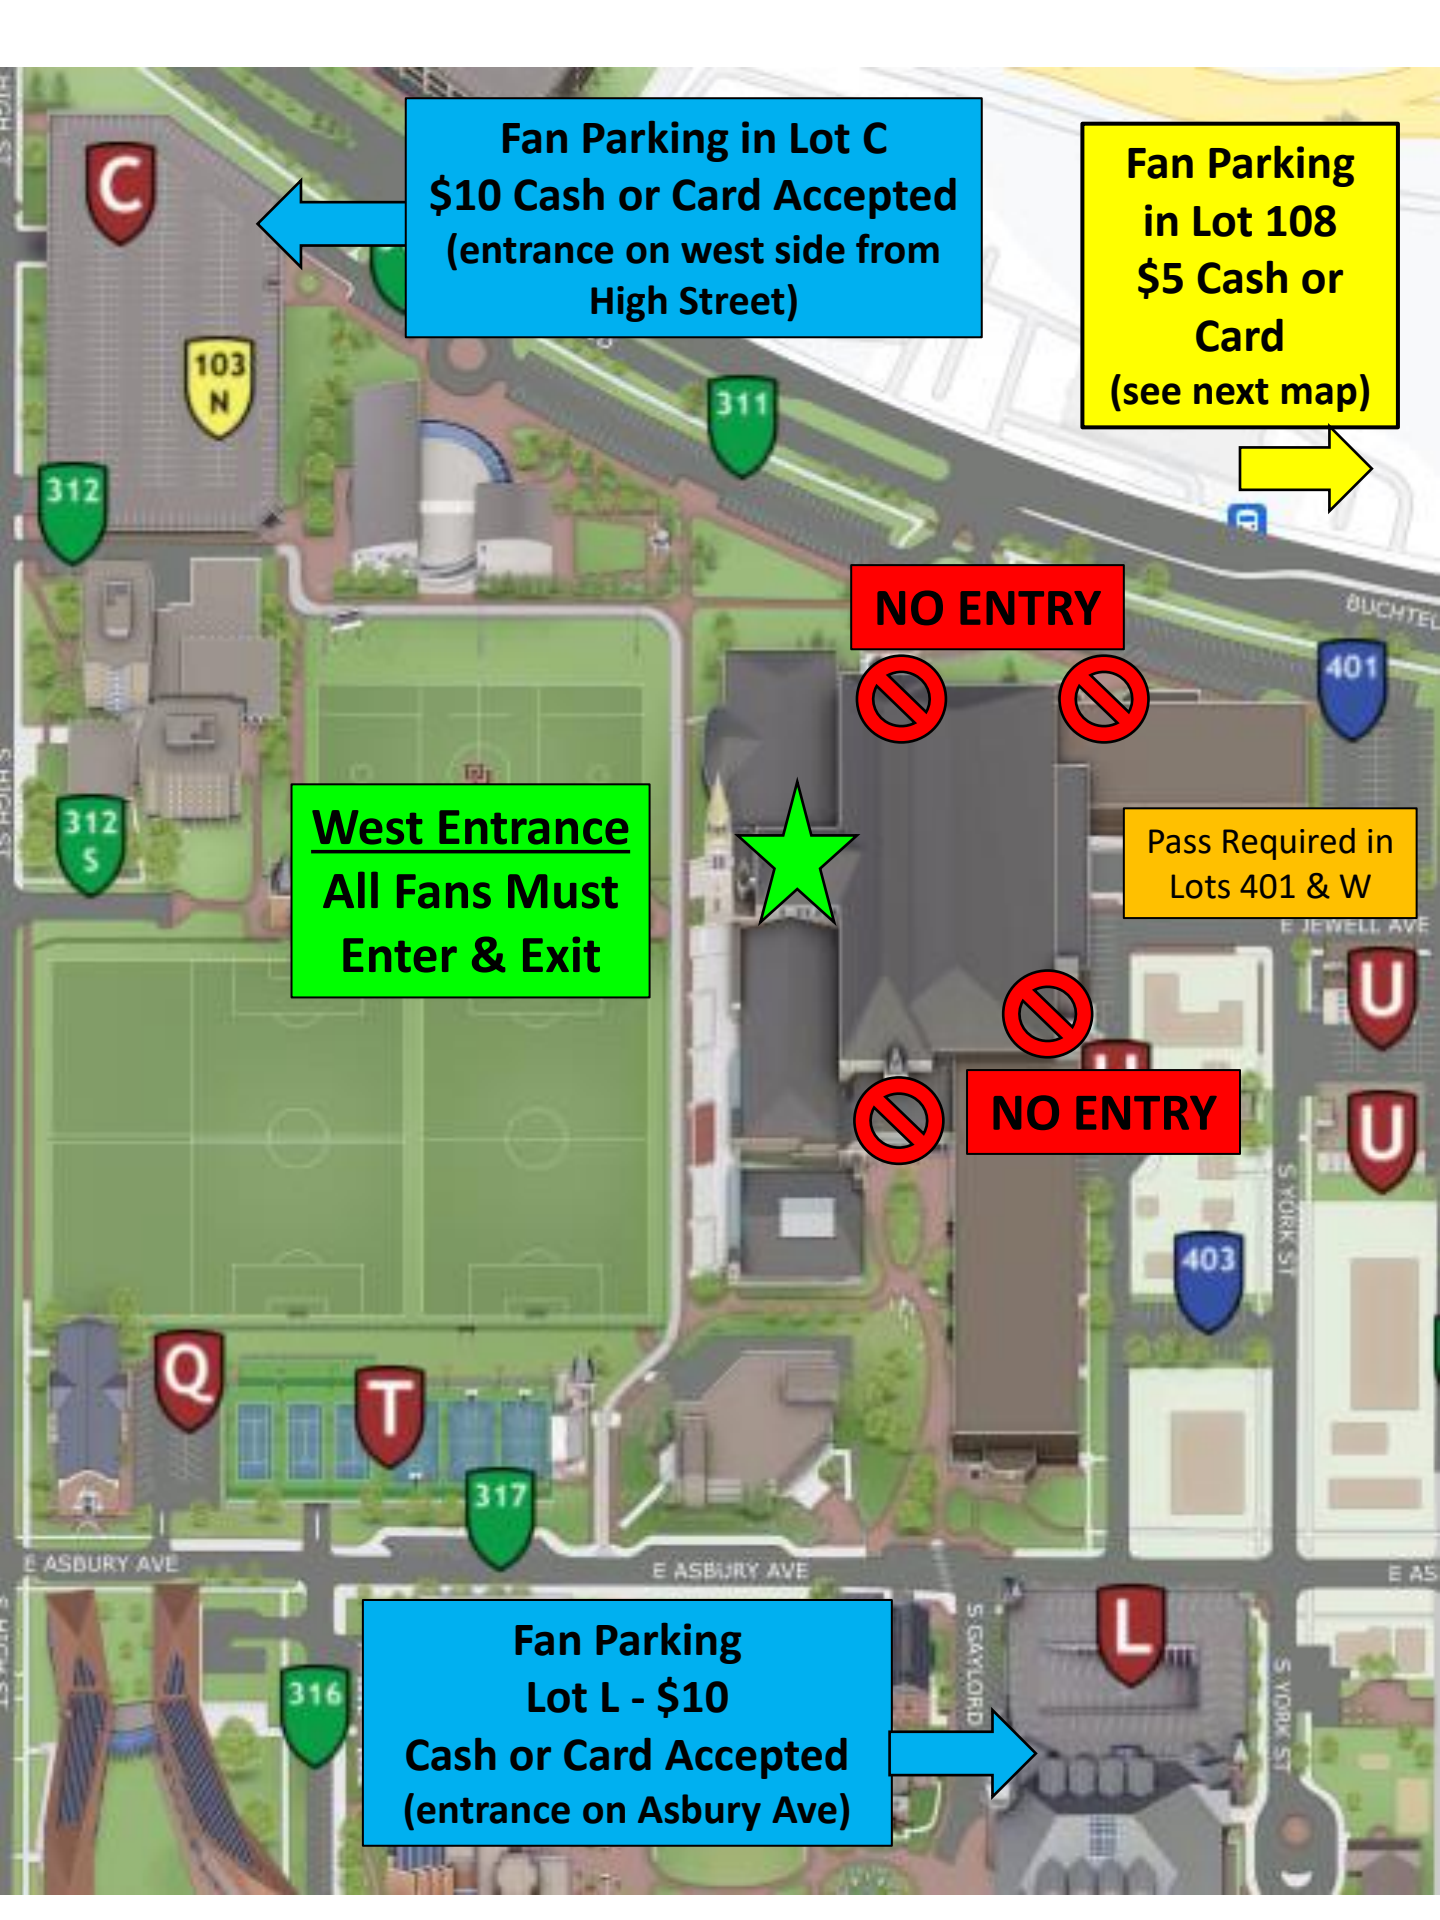 Fan Parking in Lot C
$10 Cash or Card Accepted
(entrance on west side from
High Street)
Fan Parking
in Lot 108
$5 Cash or
Card
(see next map)
C
103
N
311
312
NO ENTRY
BUCHTEL
401
West Entrance
All Fans Must
Enter & Exit
312
S
S HIGH ST
Pass Required in
Lots 401 & W
E JEWELL AVE
U
NO ENTRY
U
S YORK ST
403
Q
T
317
E ASBURY AVE
E ASBURY AVE
E AS
L
S GAYLORD
S YORK ST
316
Fan Parking
Lot L - $10
Cash or Card Accepted
(entrance on Asbury Ave)